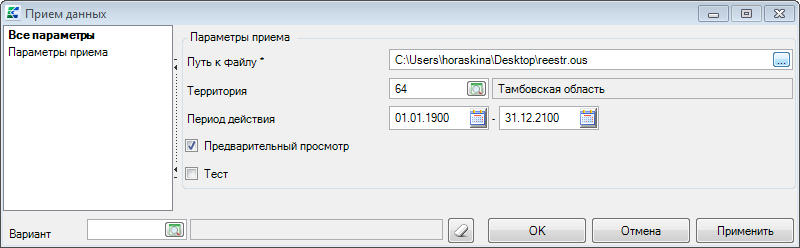 Прием данных
Все параметры
Параметры приема
Параметры приема
Путь к файлу * C:\Users\horaskina\Desktop\reestr.ous ...
Территория 64 Тамбовская область
Период действия 01.01.1900 - 31.12.2100
Предварительный просмотр
Тест
Вариант OK Отмена Применить